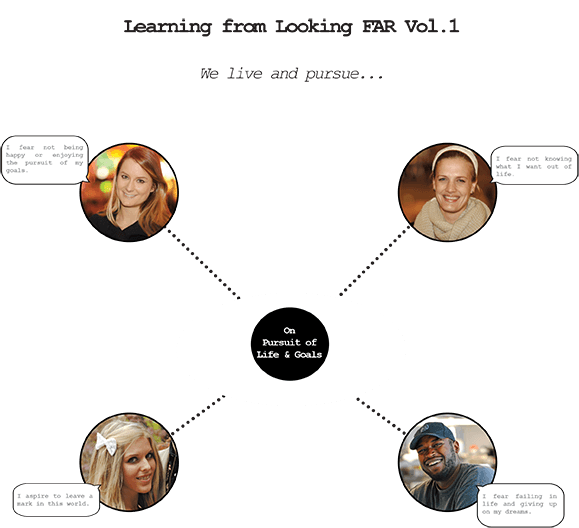 Learning from Looking FAR Vol.1
We live and pursue...
I fear not being
happy or enjoying
the pursuit of my
goals.
I fear not knowing
what I want out of
life.
On
Pursuit of
Life & Goals
I aspire to leave a
mark in this world.
I fear failing in
life and giving up
on my dreams.